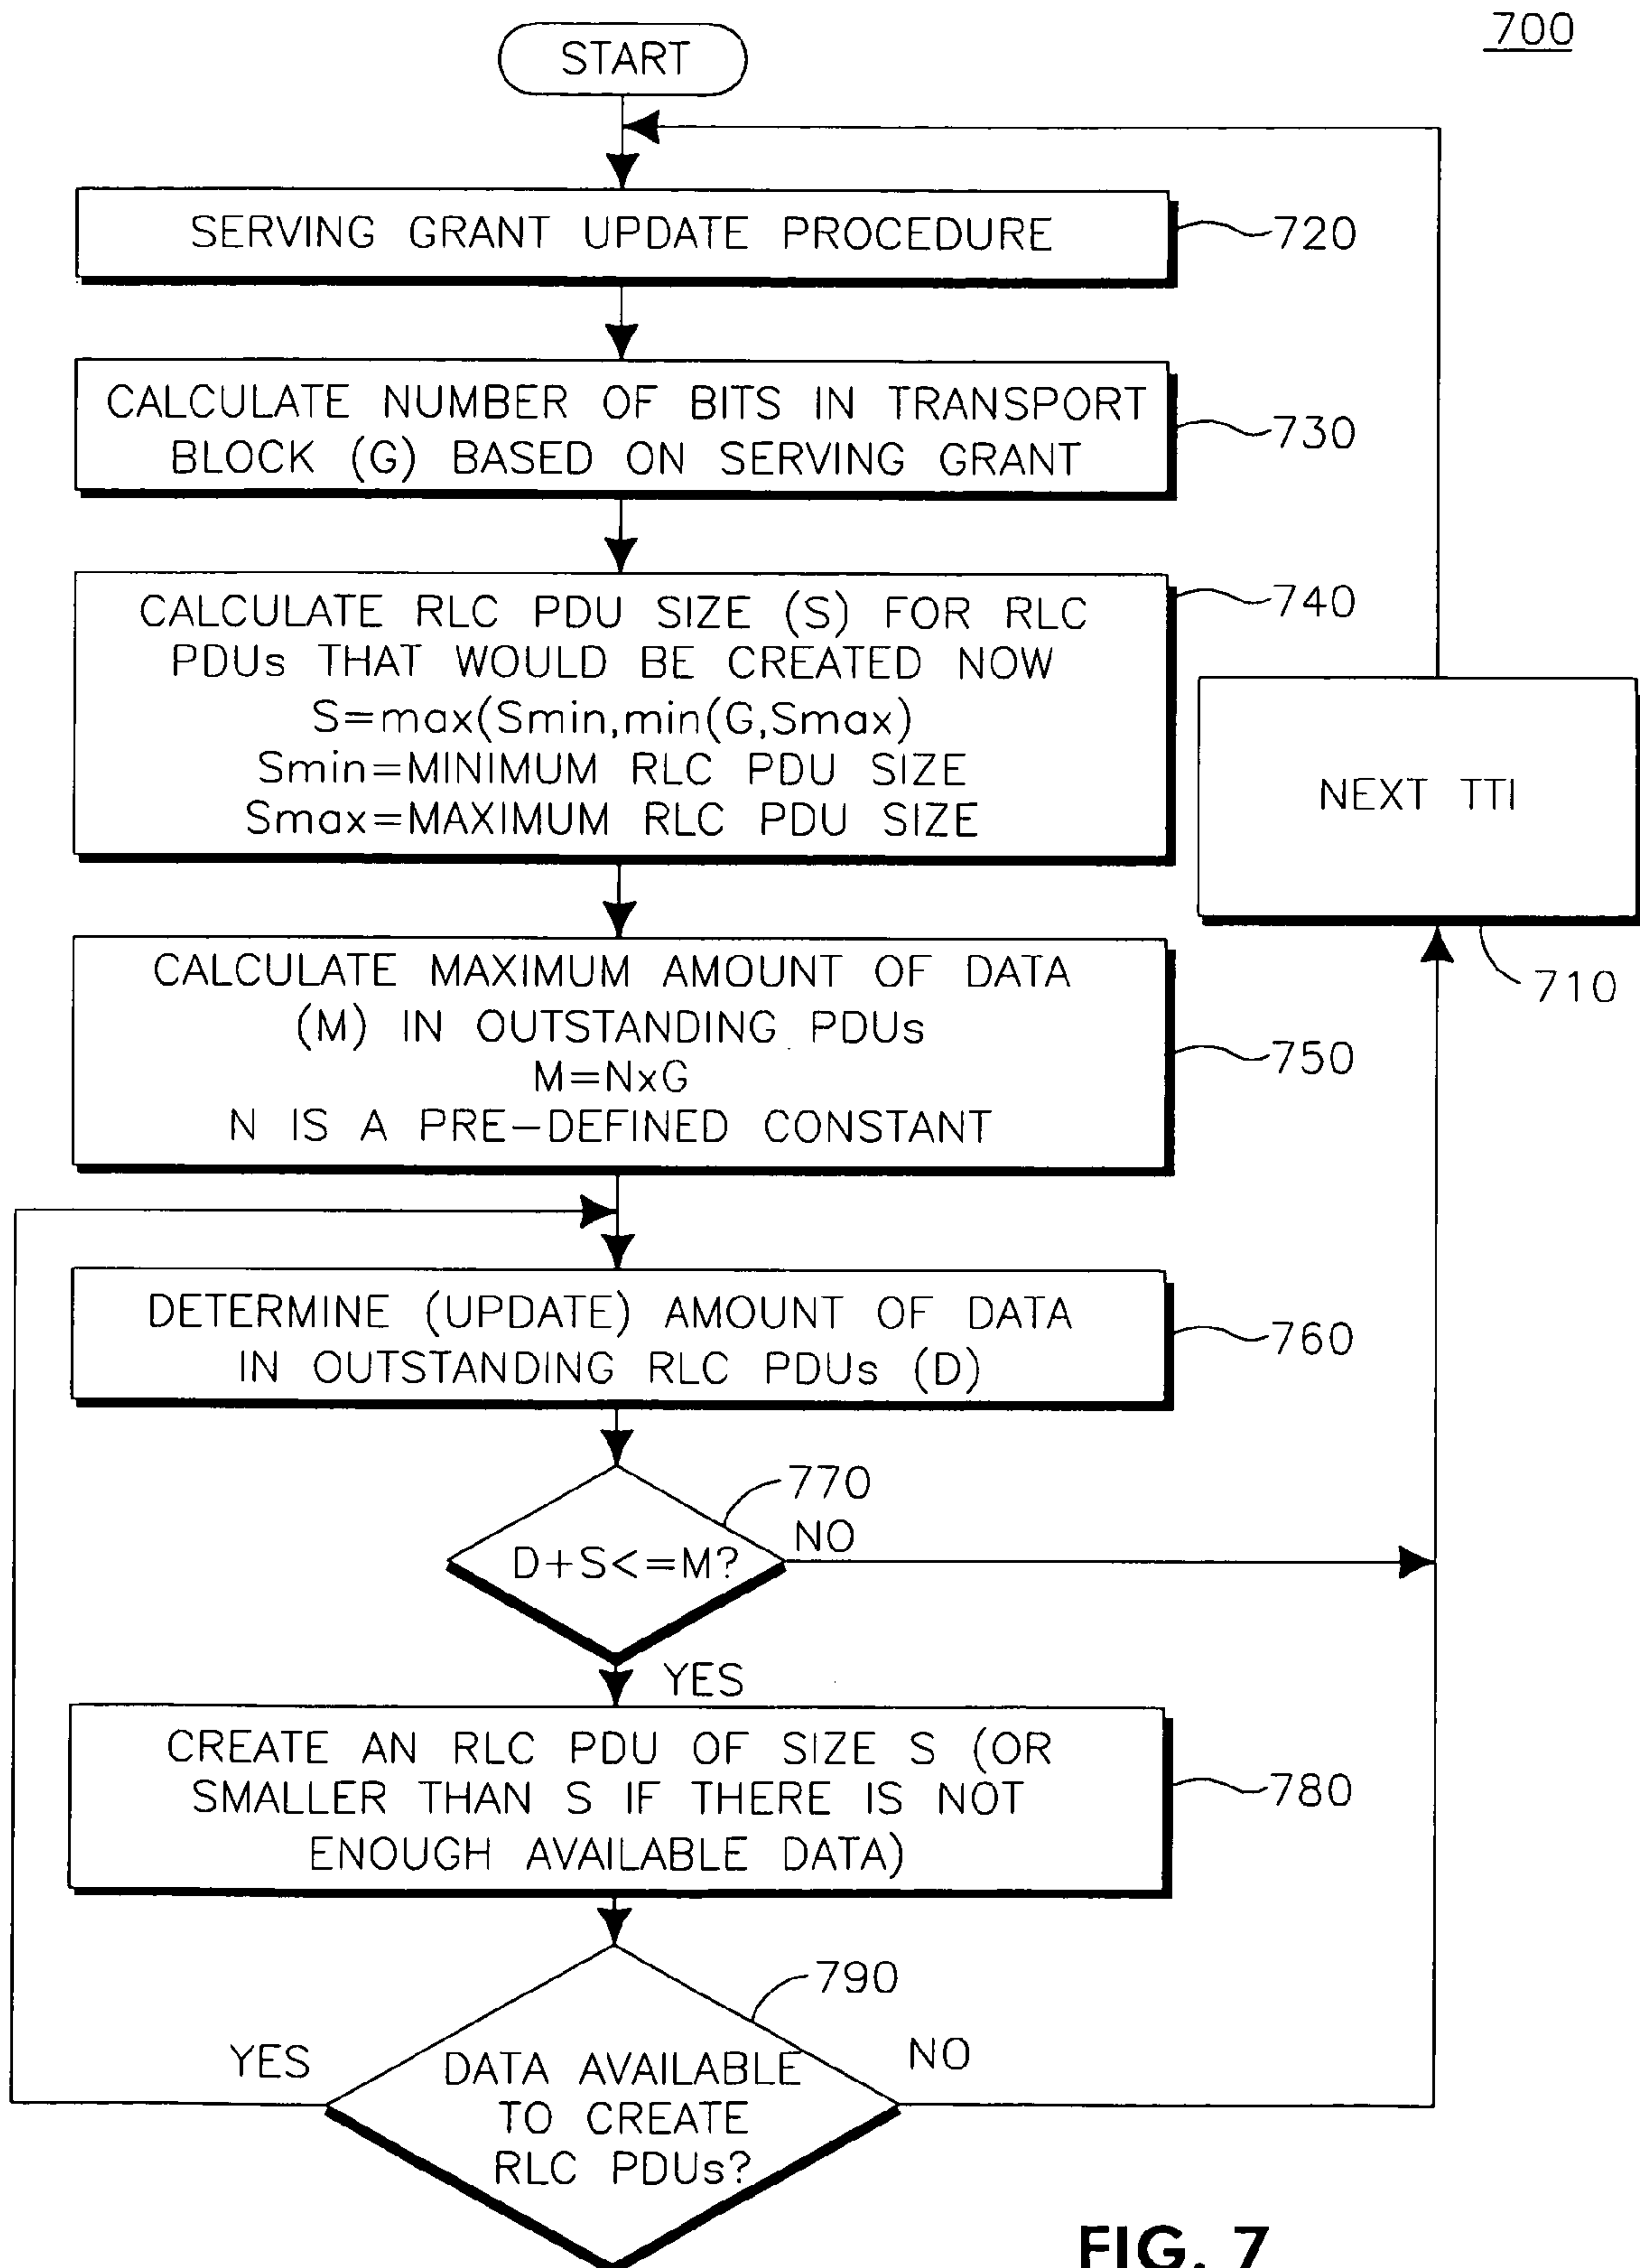 700
START
SERVING GRANT UPDATE PROCEDURE
720
CALCULATE NUMBER OF BITS IN TRANSPORT
BLOCK (G) BASED ON SERVING GRANT
730
CALCULATE RLC PDU SIZE (S) FOR RLC
PDUs THAT WOULD BE CREATED NOW
S=max(Smin,min(G,Smax)
Smin=MINIMUM RLC PDU SIZE
Smax=MAXIMUM RLC PDU SIZE
740
NEXT TTI
710
CALCULATE MAXIMUM AMOUNT OF DATA
(M) IN OUTSTANDING PDUs
M=NxG
N IS A PRE-DEFINED CONSTANT
750
DETERMINE (UPDATE) AMOUNT OF DATA
IN OUTSTANDING RLC PDUs (D)
760
770
NO
D+S<=M?
YES
CREATE AN RLC PDU OF SIZE S (OR
SMALLER THAN S IF THERE IS NOT
ENOUGH AVAILABLE DATA)
780
790
YES
NO
DATA AVAILABLE
TO CREATE
RLC PDUs?
FIG. 7